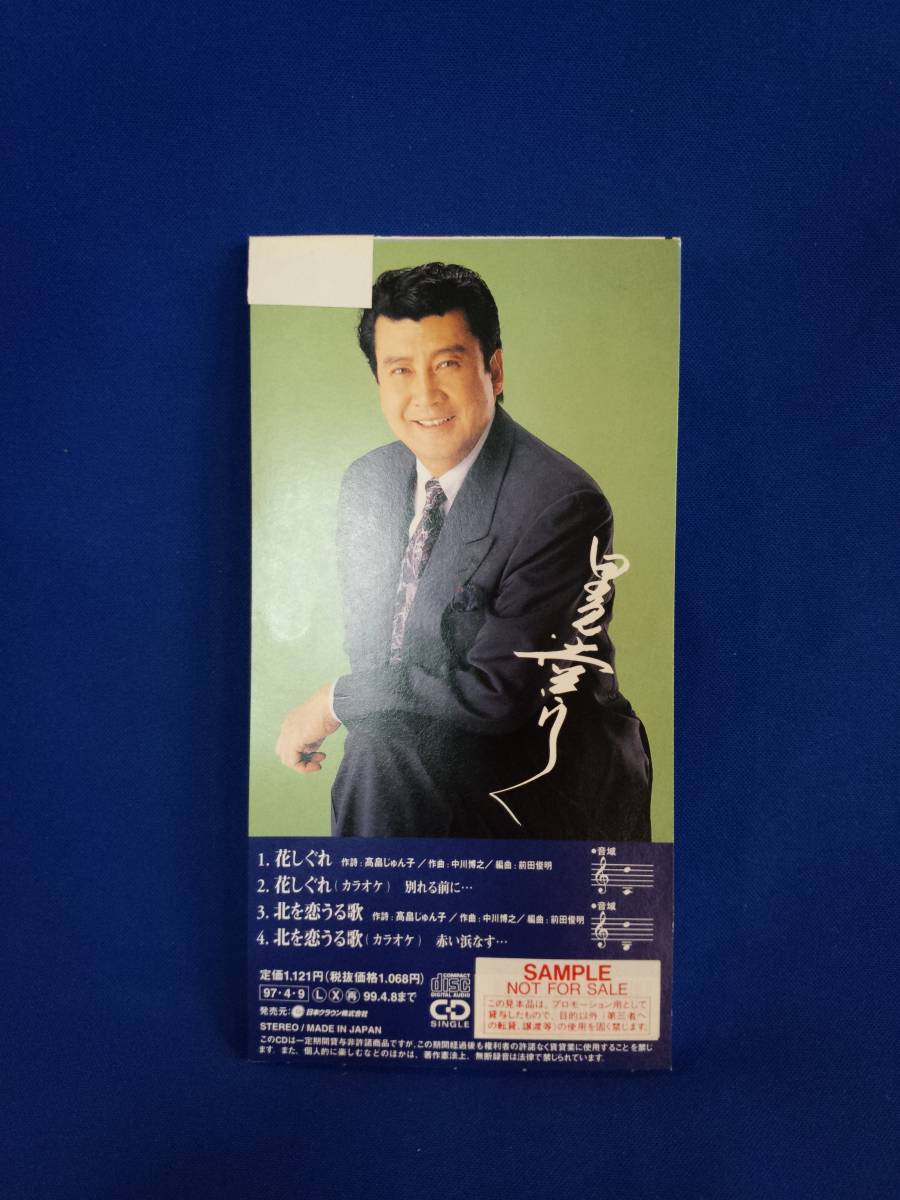 1. 花しぐれ 作詩：高畠じゅん子／作曲：中川博之／編曲：前田俊明
2. 花しぐれ（カラオケ） 別れる前に…
3. 北を恋うる歌 作詩：高畠じゅん子／作曲：中川博之／編曲：前田俊明
4. 北を恋うる歌（カラオケ） 赤い浜なす…
●音域
●音域
定価1,121円（税抜価格1,068円）
97・4・9 L X 再 99.4.8まで
発売元：日本クラウン株式会社
STEREO / MADE IN JAPAN
COMPACT
disc
DIGITAL AUDIO
CD
SINGLE
SAMPLE
NOT FOR SALE
この見本品は、プロモーション用として
貸与したもので、目的以外（第三者へ
の転貸、譲渡等）の使用を固く禁じます。
このCDは一定期間貸与非許諾商品ですが、この期間経過後も権利者の許諾なく賃貸業に使用することを禁じ
ます。また、個人的に楽しむなどのほかは、著作憲法上、無断録音は法律で禁じられています。